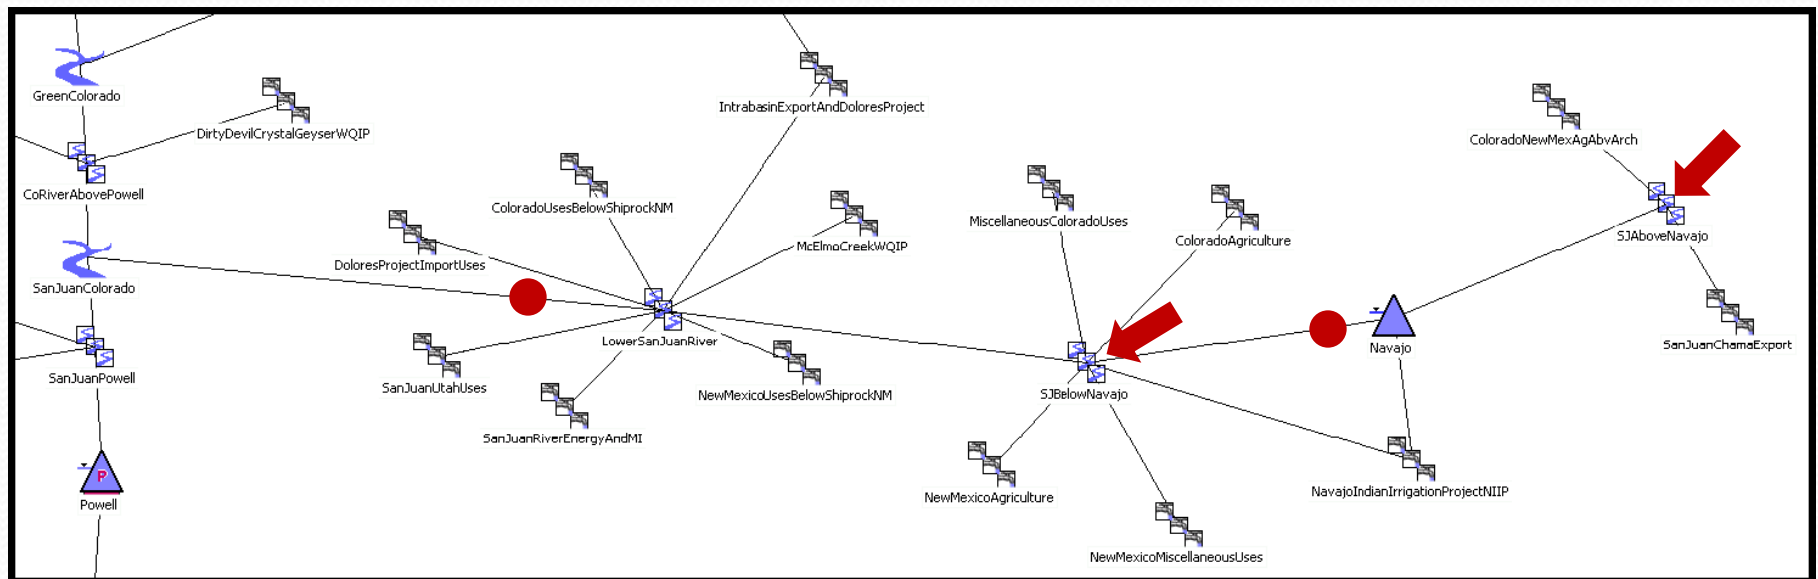 GreenColorado
DirtyDevilCrystalGeyserWQIP
IntrabasinExportAndDoloresProject
ColoradoNewMexAgAbvArch
CoRiverAbovePowell
ColoradoUsesBelowShiprockNM
MiscellaneousColoradoUses
McElmoCreekWQIP
ColoradoAgriculture
SJAboveNavajo
DoloresProjectImportUses
SanJuanColorado
LowerSanJuanRiver
Navajo
SanJuanChamaExport
SanJuanPowell
SanJuanUtahUses
NewMexicoUsesBelowShiprockNM
SJBelowNavajo
SanJuanRiverEnergyAndMI
P
Powell
NewMexicoAgriculture
NavajoIndianIrrigationProjectNIIP
NewMexicoMiscellaneousUses